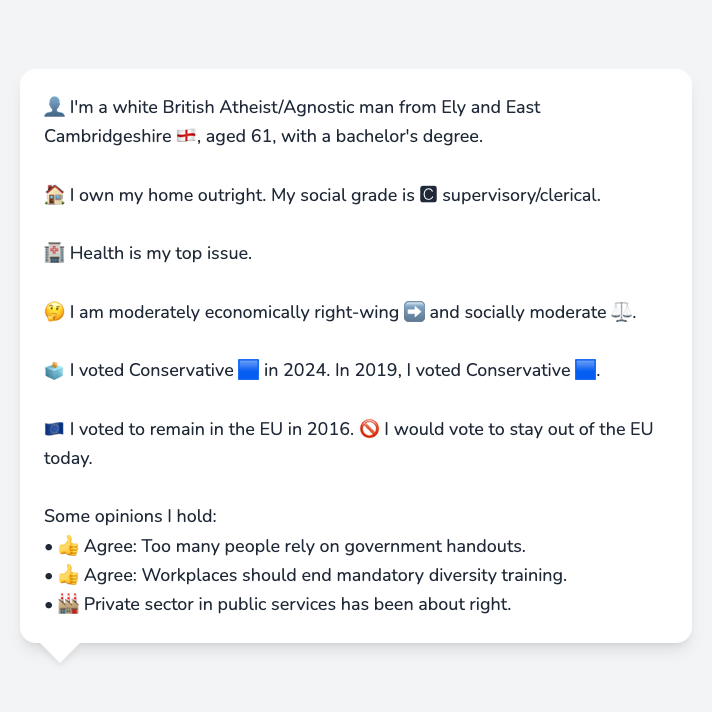 👤 I'm a white British Atheist/Agnostic man from Ely and East
Cambridgeshire 🏴󠁧󠁢󠁥󠁮󠁧󠁿, aged 61, with a bachelor's degree.
🏠 I own my home outright. My social grade is 🅲 supervisory/clerical.
🏥 Health is my top issue.
🤔 I am moderately economically right-wing ➡️ and socially moderate ⚖️.
🗳️ I voted Conservative 🟦 in 2024. In 2019, I voted Conservative 🟦.
🇪🇺 I voted to remain in the EU in 2016. 🚫 I would vote to stay out of the EU
today.
Some opinions I hold:
• 👍 Agree: Too many people rely on government handouts.
• 👍 Agree: Workplaces should end mandatory diversity training.
• 🏭 Private sector in public services has been about right.